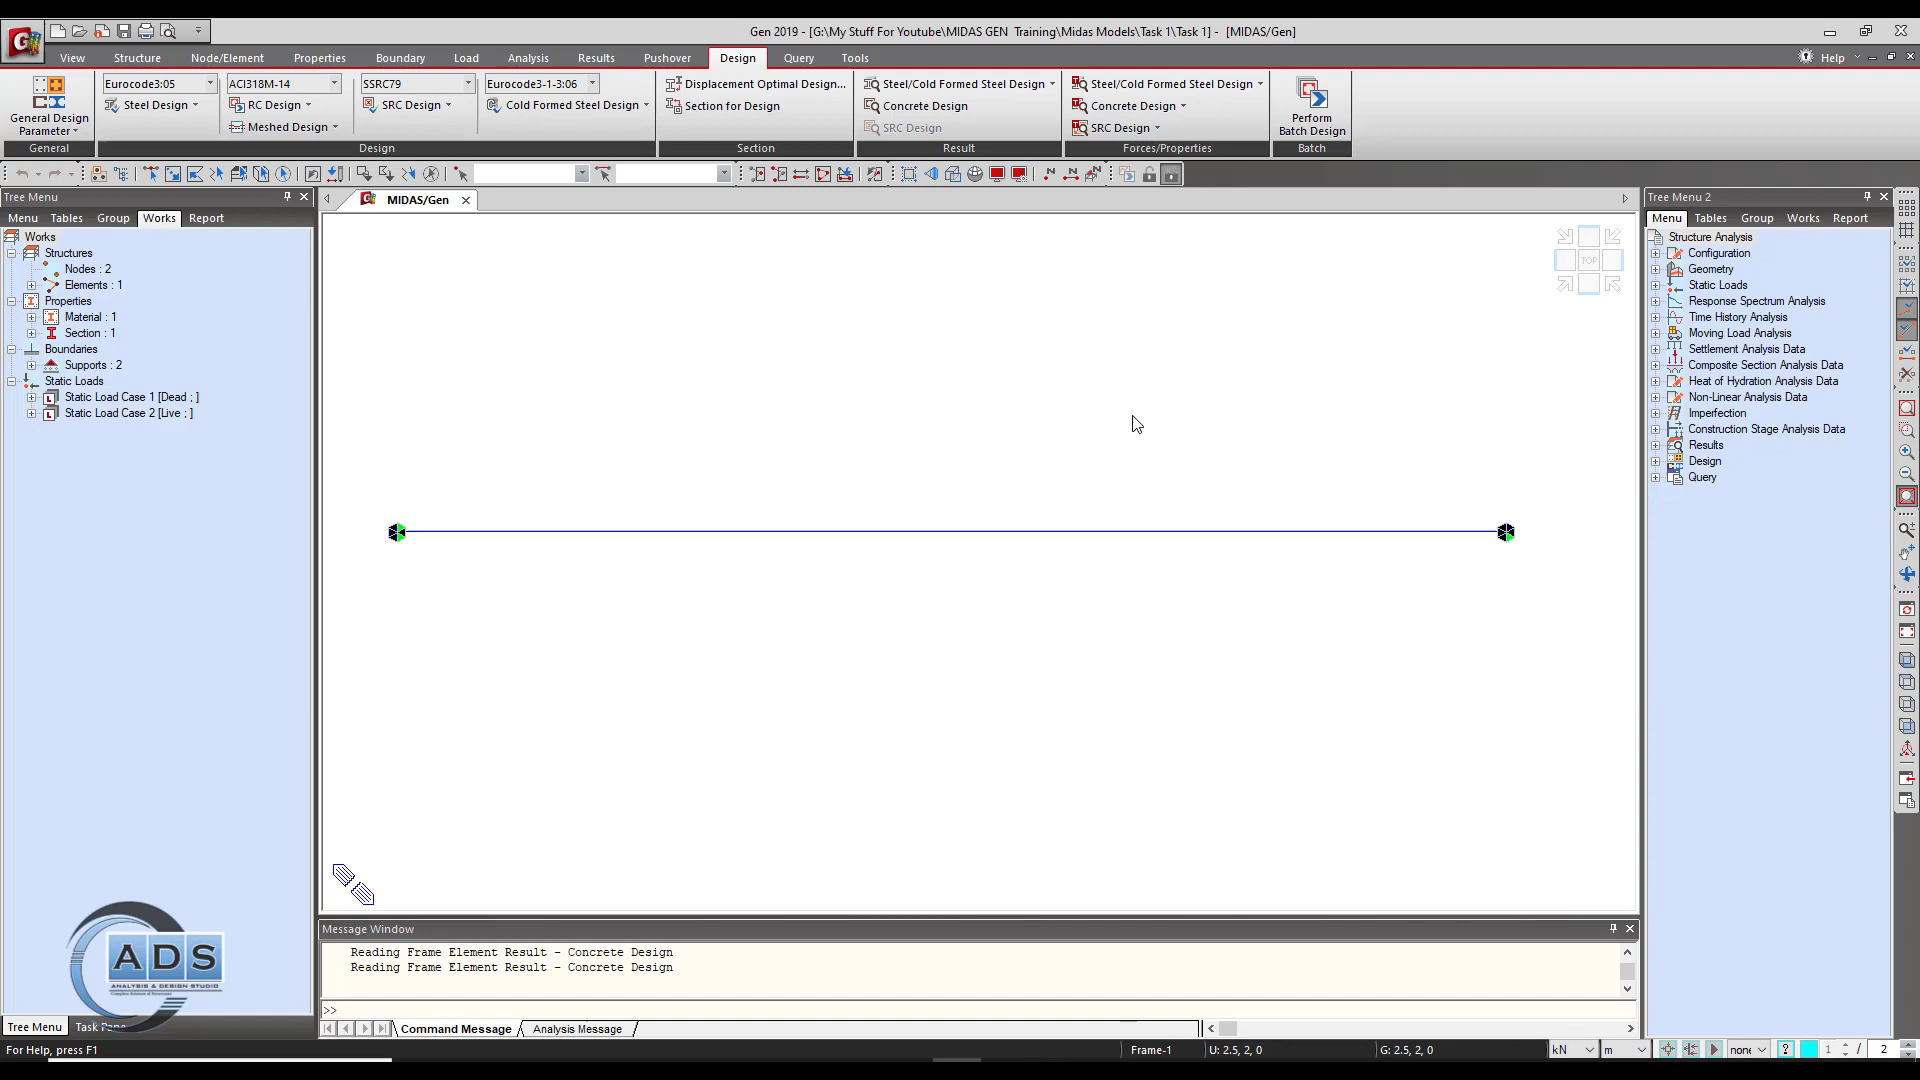 Gen 2019 - [G:\My Stuff For Youtube\MIDAS GEN  Training\Midas Models\Task 1\Task 1] -  [MIDAS/Gen]
View Structure Node/Element Properties Boundary Load Analysis Results Pushover Design Query Tools Help
Eurocode3:05 ACI318M-14 SSRC79 Eurocode3-1-3:06 Displacement Optimal Design... Steel/Cold Formed Steel Design Steel/Cold Formed Steel Design
Steel Design RC Design SRC Design Cold Formed Steel Design Section for Design Concrete Design Concrete Design
General Design Parameter Meshed Design SRC Design SRC Design Perform Batch Design
General Design Section Result Forces/Properties Batch
Tree Menu
Menu Tables Group Works Report
Works
Structures
Nodes : 2
Elements : 1
Properties
Material : 1
Section : 1
Boundaries
Supports : 2
Static Loads
Static Load Case 1 [Dead ; ]
Static Load Case 2 [Live ; ]
ADS
ANALYSIS & DESIGN STUDIO
Complete Solution of Structures
Tree Menu Task Pane
MIDAS/Gen
TOP
Message Window
Reading Frame Element Result - Concrete Design
Reading Frame Element Result - Concrete Design
>>
Command Message Analysis Message
Tree Menu 2
Menu Tables Group Works Report
Structure Analysis
Configuration
Geometry
Static Loads
Response Spectrum Analysis
Time History Analysis
Moving Load Analysis
Settlement Analysis Data
Composite Section Analysis Data
Heat of Hydration Analysis Data
Non-Linear Analysis Data
Imperfection
Construction Stage Analysis Data
Results
Design
Query
For Help, press F1 Frame-1 U: 2.5, 2, 0 G: 2.5, 2, 0 kN m none 1 / 2